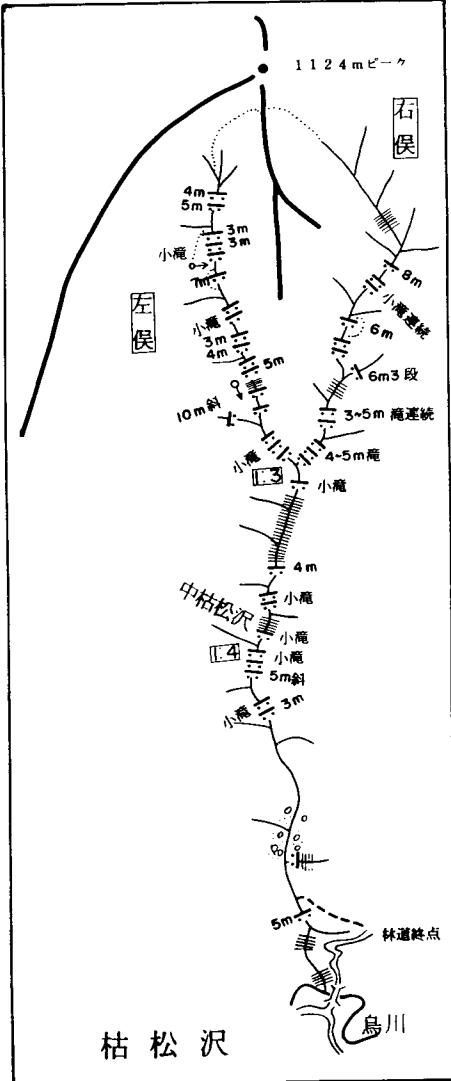 1124mピーク
右俣
4m
5m
3m
3m
小滝
8m
7m
左俣
小滝連続
小滝
6m
3m
4m
5m
6m3段
10m斜
3~5m滝連続
小滝
4~5m滝
1:3
小滝
4m
中枯松沢
小滝
小滝
1:4
小滝
5m斜
3m
小滝
5m
林道終点
烏川
枯松沢